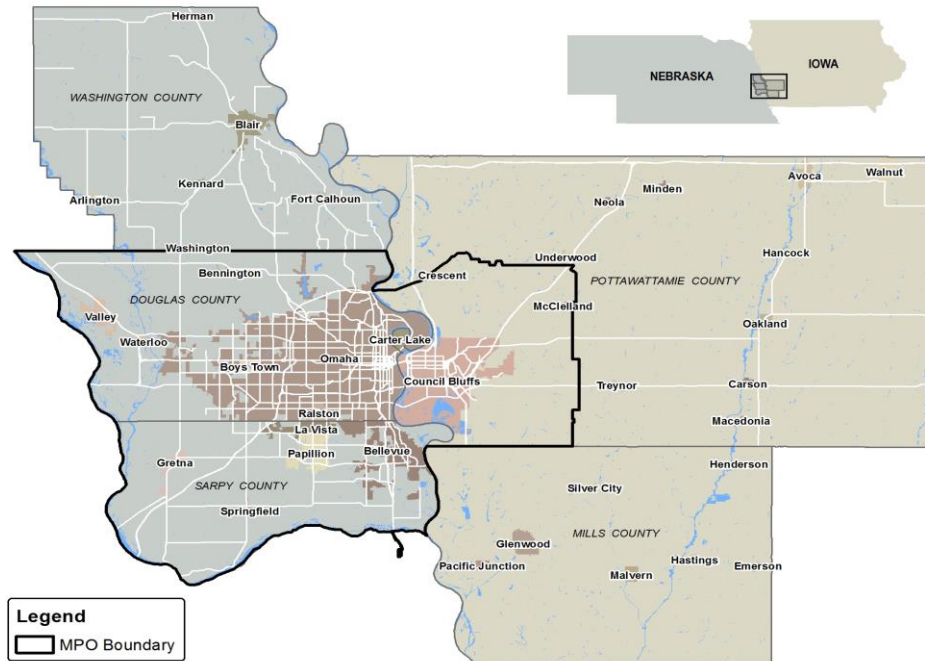 Herman
NEBRASKA
IOWA
WASHINGTON COUNTY
Blair
Kennard
Arlington
Fort Calhoun
Avoca
Walnut
Minden
Neola
Washington
Bennington
Crescent
Underwood
Hancock
POTTAWATTAMIE COUNTY
DOUGLAS COUNTY
McClelland
Valley
Waterloo
Carter Lake
Oakland
Boys Town
Omaha
Council Bluffs
Treynor
Carson
Ralston
La Vista
Macedonia
Papillion
Bellevue
Gretna
Henderson
SARPY COUNTY
Silver City
Springfield
Glenwood
MILLS COUNTY
Pacific Junction
Hastings
Emerson
Malvern
Legend
MPO Boundary